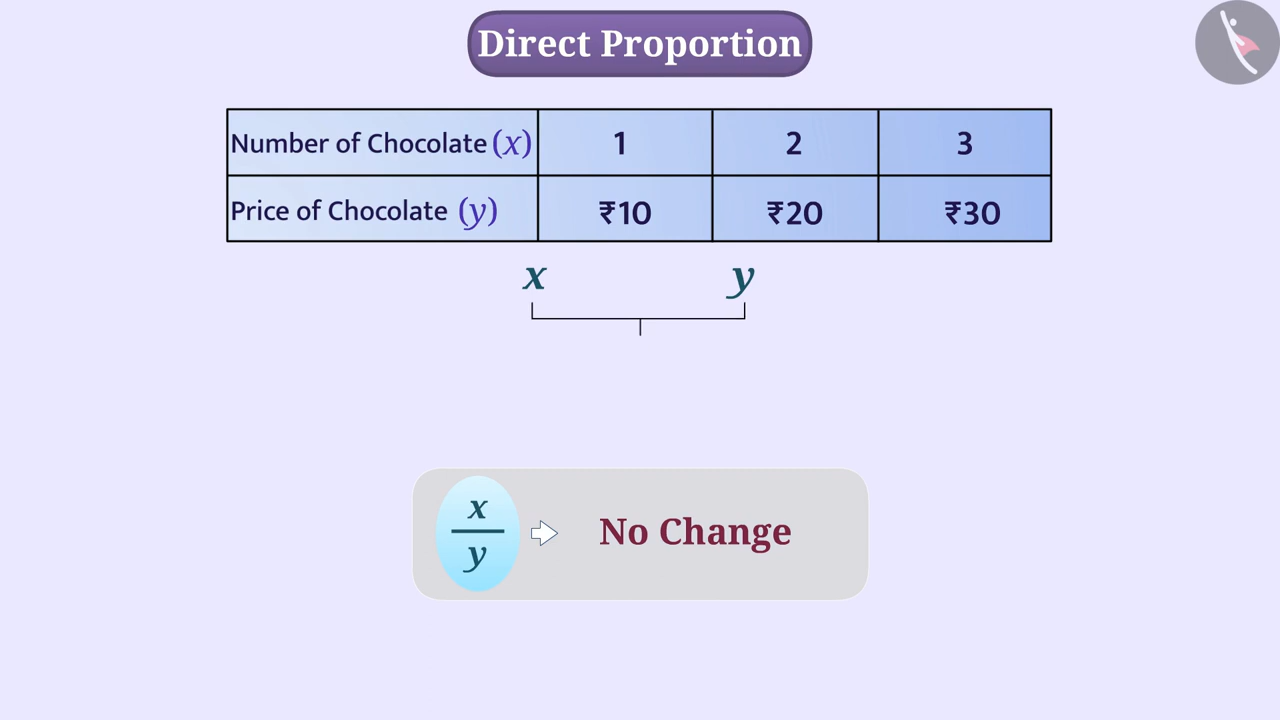 Direct Proportion
Number of Chocolate (x) 1 2 3
Price of Chocolate (y) ₹10 ₹20 ₹30
x y
x
y
No Change